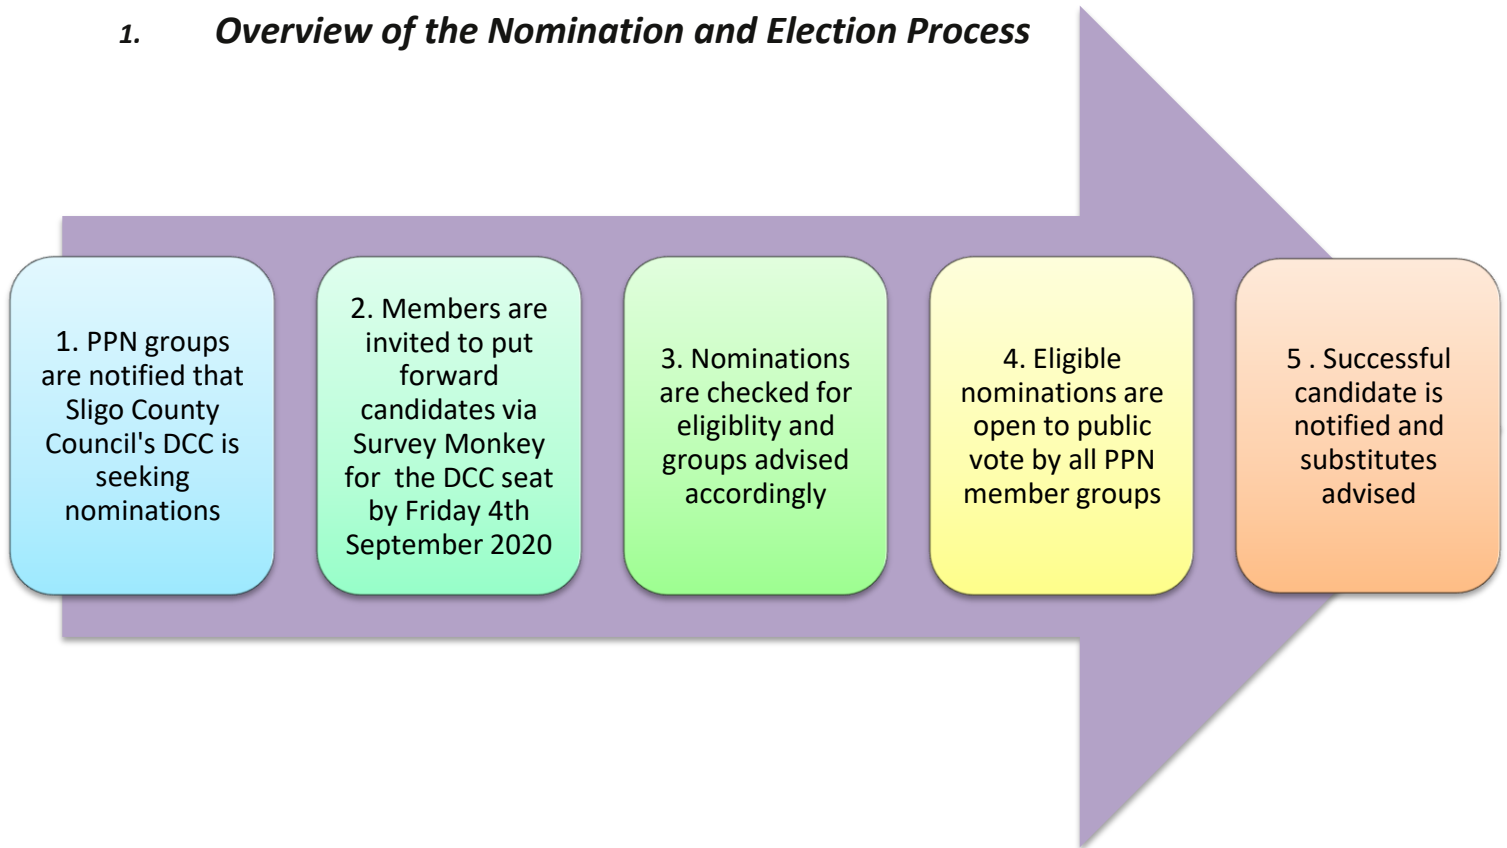 1. Overview of the Nomination and Election Process
1. PPN groups
are notified that
Sligo County
Council's DCC is
seeking
nominations
2. Members are
invited to put
forward
candidates via
Survey Monkey
for the DCC seat
by Friday 4th
September 2020
3. Nominations
are checked for
eligiblity and
groups advised
accordingly
4. Eligible
nominations are
open to public
vote by all PPN
member groups
5 . Successful
candidate is
notified and
substitutes
advised